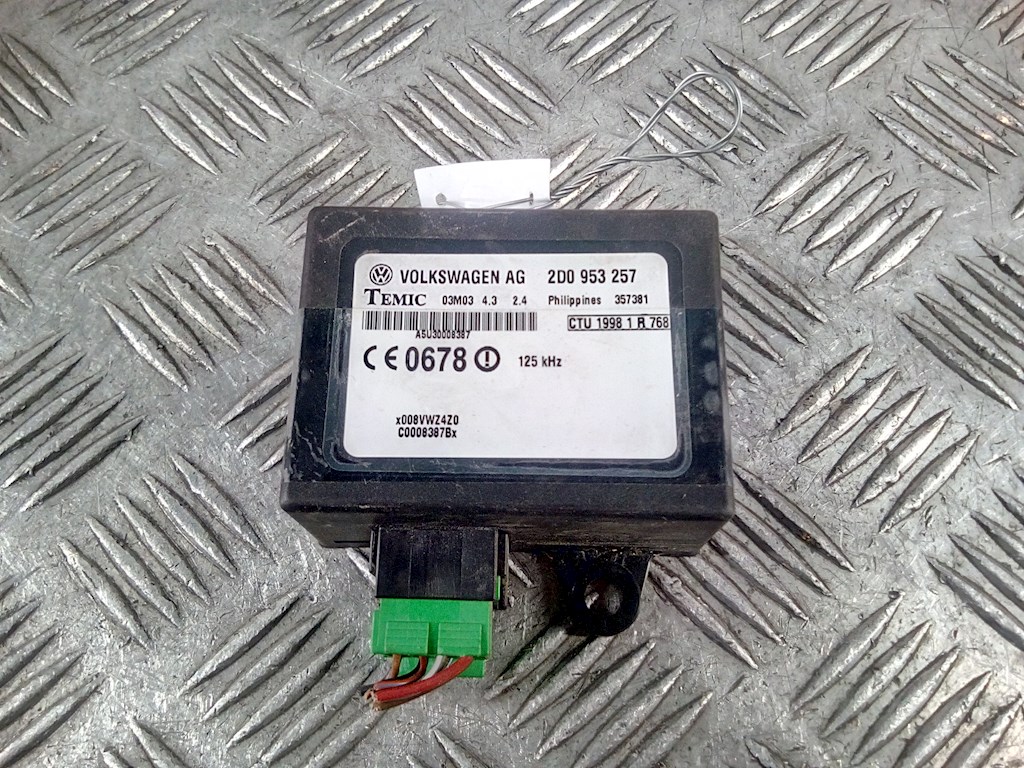 VOLKSWAGEN AG 2D0 953 257
TEMIC 03M03 4,3 2.4 Philippines 357381
CTU 1998 1 R 768
A5U30008387
CE 0678 125 kHz
x008VWZ4Z0
C0008387Bx